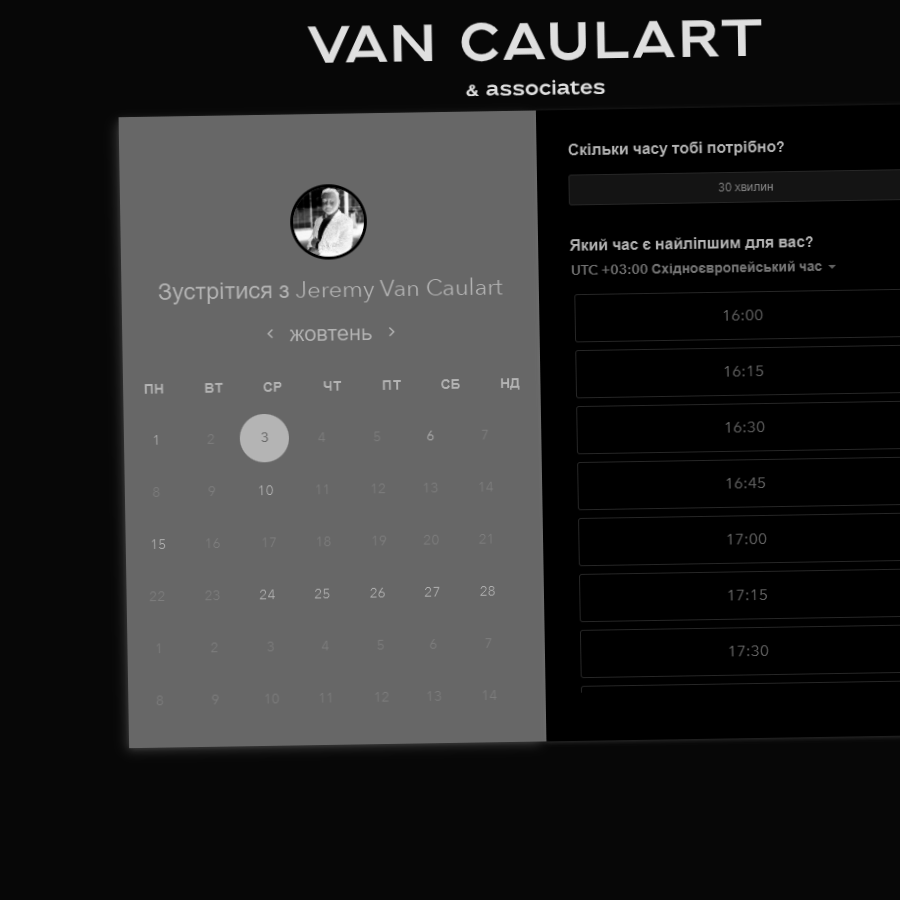 VAN CAULART
& associates
Зустрітися з Jeremy Van Caulart
жовтень
ПН ВТ СР ЧТ ПТ СБ НД
1 2 3 4 5 6 7
8 9 10 11 12 13 14
15 16 17 18 19 20 21
22 23 24 25 26 27 28
1 2 3 4 5 6 7
8 9 10 11 12 13 14
Скільки часу тобі потрібно?
30 хвилин
Який час є найліпшим для вас?
UTC +03:00 Східноєвропейський час
16:00
16:15
16:30
16:45
17:00
17:15
17:30